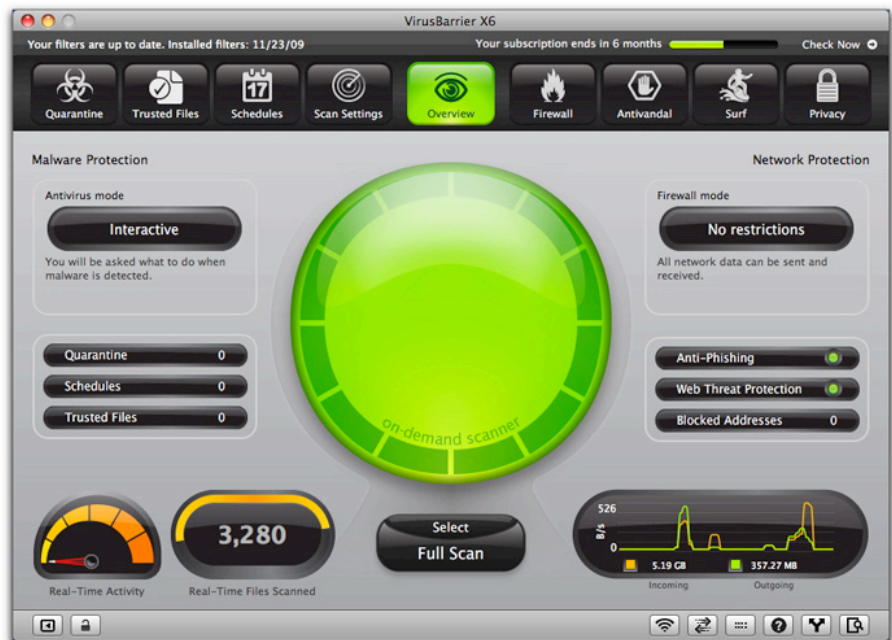 VirusBarrier X6
Your filters are up to date. Installed filters: 11/23/09
Your subscription ends in 6 months
Check Now
Quarantine
Trusted Files
17
Schedules
Scan Settings
Overview
Firewall
Antivandal
Surf
Privacy
Malware Protection
Network Protection
Antivirus mode
Interactive
You will be asked what to do when
malware is detected.
Firewall mode
No restrictions
All network data can be sent and
received.
Quarantine 0
Schedules 0
Trusted Files 0
on-demand scanner
Anti-Phishing
Web Threat Protection
Blocked Addresses 0
Real-Time Activity
3,280
Real-Time Files Scanned
Select
Full Scan
526
B/s
0
5.19 GB
357.27 MB
Incoming
Outgoing